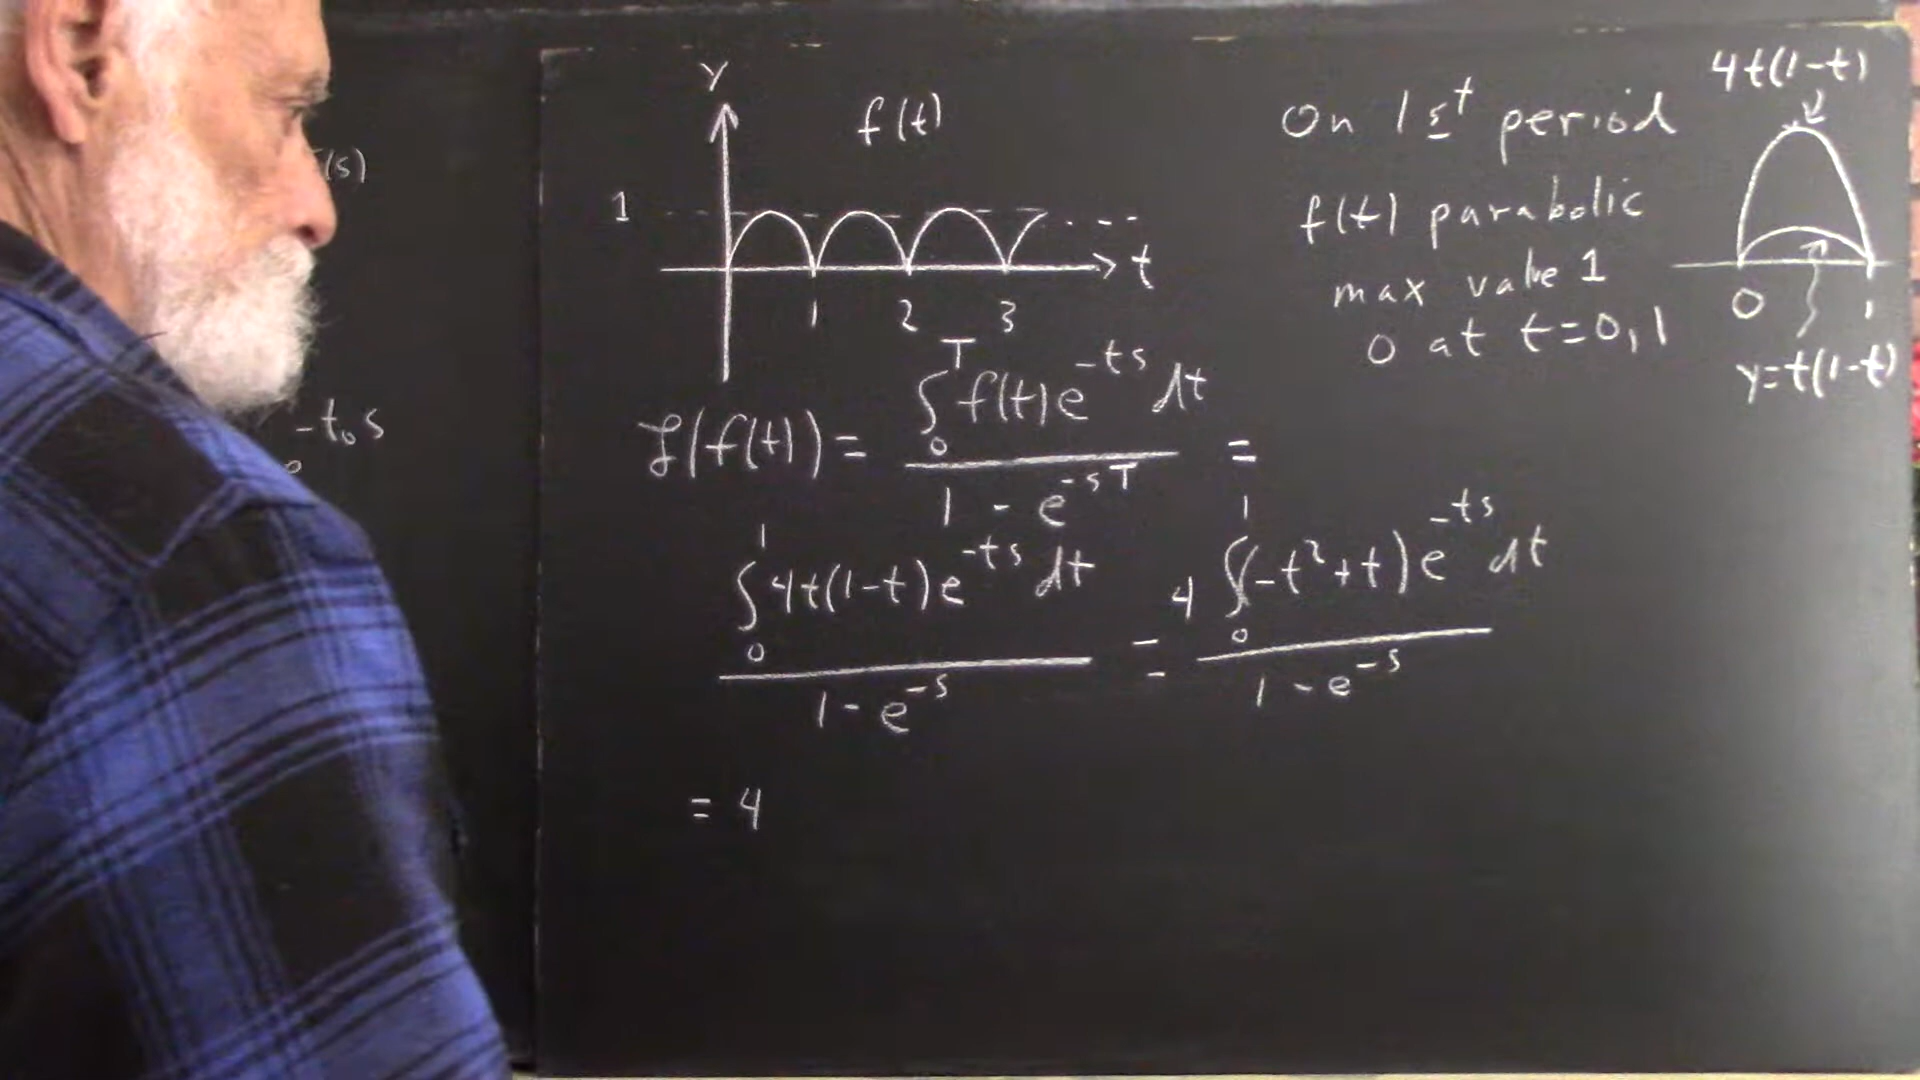 y
f(t)
1
t
1 2 3
On 1st period
f(t) parabolic
max value 1
0 at t=0,1
4t(1-t)
0 1
y=t(1-t)
(s)
-t₀s
ℒ(f(t)) = ∫₀ᵀ f(t)e^{-ts} dt / (1 - e^{-sT}) =
∫₀¹ 4t(1-t)e^{-ts} dt / (1 - e^{-s}) = 4 ∫₀¹ (-t²+t)e^{-ts} dt / (1 - e^{-s})
= 4